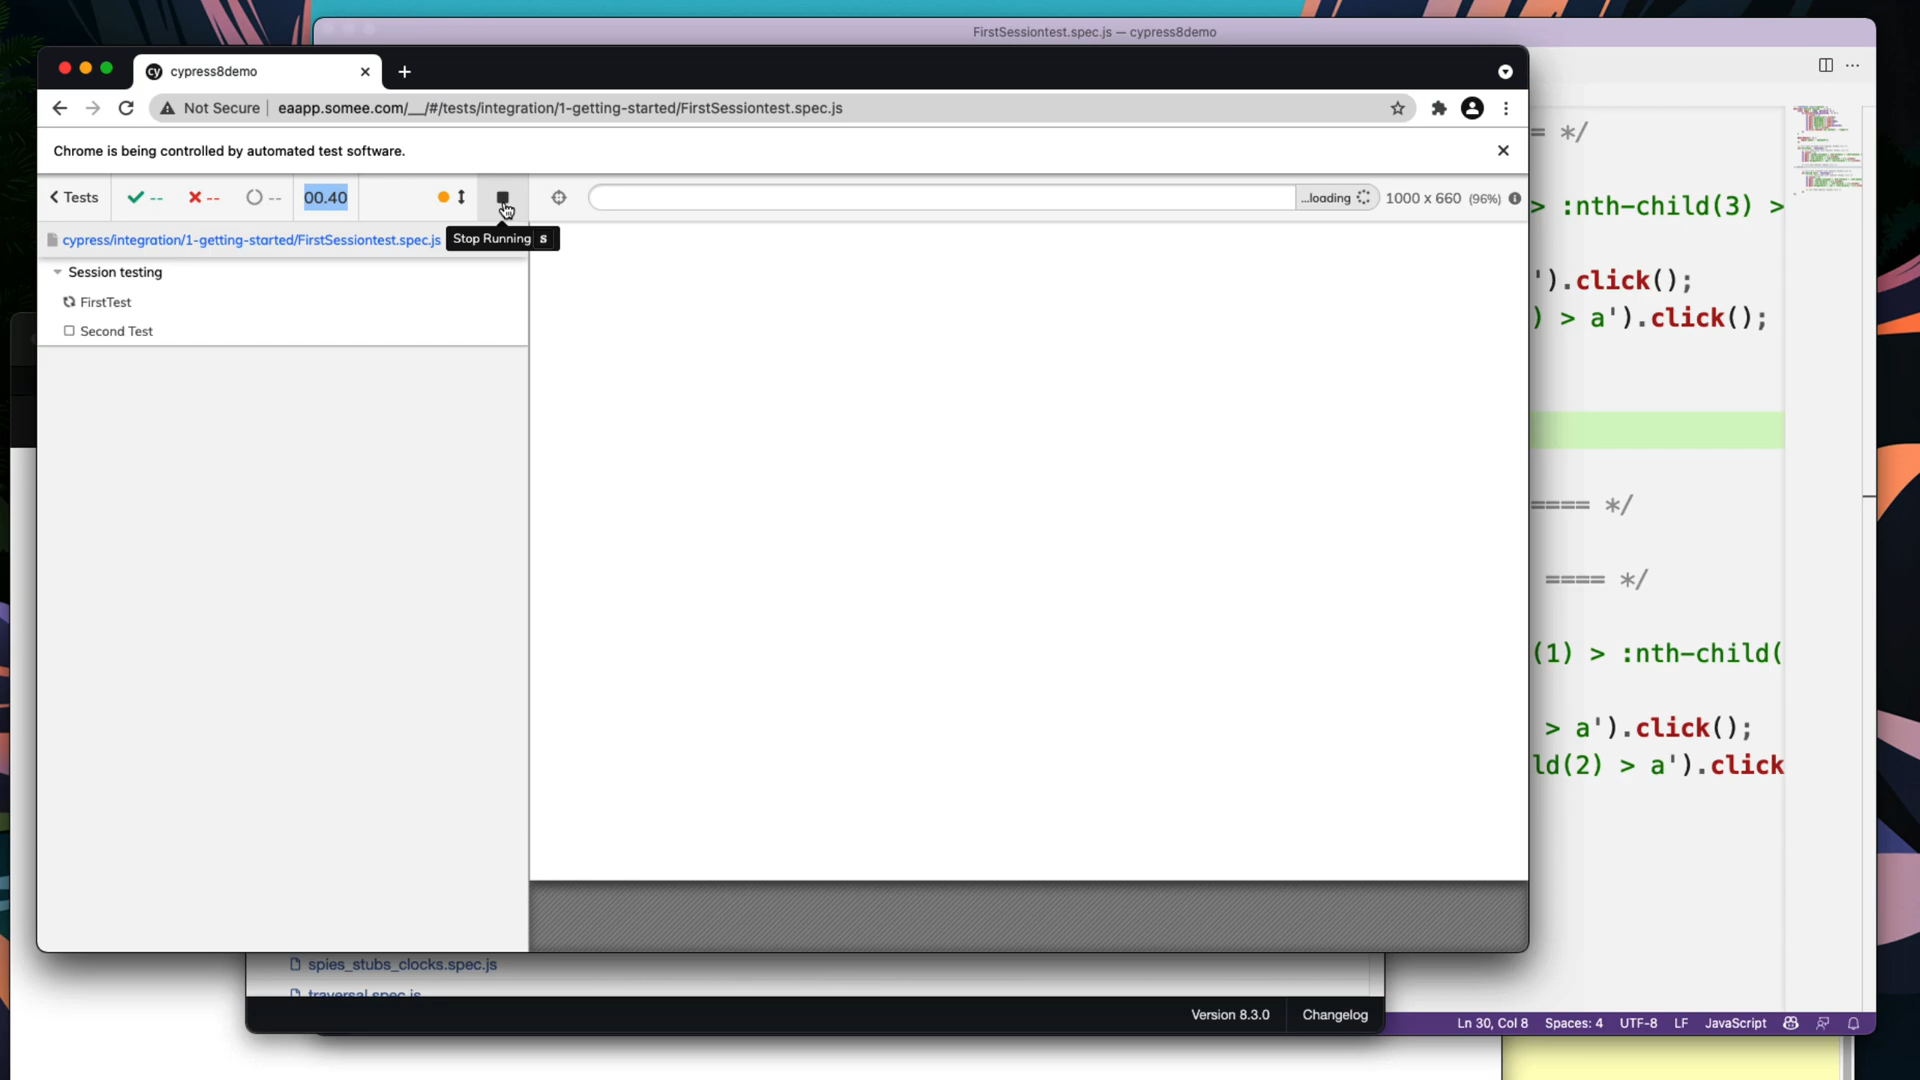 FirstSessiontest.spec.js — cypress8demo
cypress8demo
Not Secure
eaapp.somee.com/__/#/tests/integration/1-getting-started/FirstSessiontest.spec.js
Chrome is being controlled by automated test software.
Tests
--
--
--
00.40
...loading
1000 x 660 (96%)
cypress/integration/1-getting-started/FirstSessiontest.spec.js
Stop Running s
Session testing
FirstTest
Second Test
= */
> :nth-child(3) >
').click();
) > a').click();
==== */
==== */
(1) > :nth-child(
> a').click();
ld(2) > a').click
spies_stubs_clocks.spec.js
traversal.spec.js
Version 8.3.0
Changelog
Ln 30, Col 8
Spaces: 4
UTF-8
LF
JavaScript